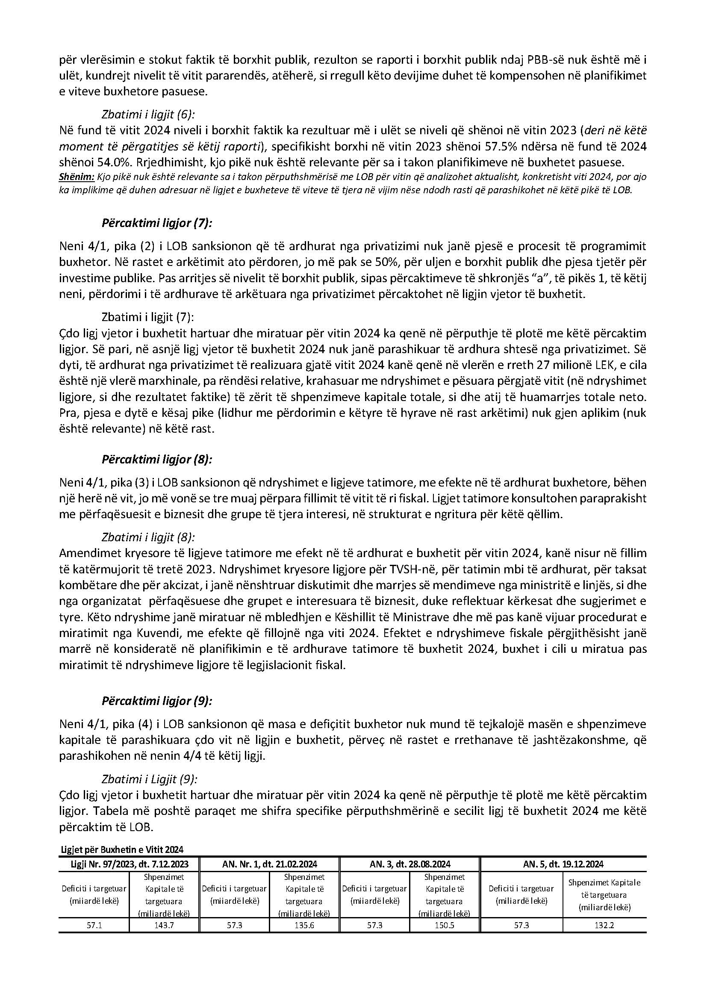 për vlerësimin e stokut faktik të borxhit publik, rezulton se raporti i borxhit publik ndaj PBB-së nuk është më i
ulët, kundrejt nivelit të vitit pararendës, atëherë, si rregull këto devijime duhet të kompensohen në planifikimet
e viteve buxhetore pasuese.
Zbatimi i ligjit (6):
Në fund të vitit 2024 niveli i borxhit faktik ka rezultuar më i ulët se niveli që shënoi në vitin 2023 (deri në këtë
moment të përgatitjes së këtij raporti), specifikisht borxhi në vitin 2023 shënoi 57.5% ndërsa në fund të 2024
shënoi 54.0%. Rrjedhimisht, kjo pikë nuk është relevante për sa i takon planifikimeve në buxhetet pasuese.
Shënim: Kjo pikë nuk është relevante sa i takon përputhshmërisë me LOB për vitin që analizohet aktualisht, konkretisht viti 2024, por ajo
ka implikime që duhen adresuar në ligjet e buxheteve të viteve të tjera në vijim nëse ndodh rasti që parashikohet në këtë pikë të LOB.
Përcaktimi ligjor (7):
Neni 4/1, pika (2) i LOB sanksionon që të ardhurat nga privatizimi nuk janë pjesë e procesit të programimit
buxhetor. Në rastet e arkëtimit ato përdoren, jo më pak se 50%, për uljen e borxhit publik dhe pjesa tjetër për
investime publike. Pas arritjes së nivelit të borxhit publik, sipas përcaktimeve të shkronjës “a”, të pikës 1, të këtij
neni, përdorimi i të ardhurave të arkëtuara nga privatizimet përcaktohet në ligjin vjetor të buxhetit.
Zbatimi i ligjit (7):
Çdo ligj vjetor i buxhetit hartuar dhe miratuar për vitin 2024 ka qenë në përputhje të plotë me këtë përcaktim
ligjor. Së pari, në asnjë ligj vjetor të buxhetit 2024 nuk janë parashikuar të ardhura shtesë nga privatizimet. Së
dyti, të ardhurat nga privatizimet të realizuara gjatë vitit 2024 kanë qenë në vlerën e rreth 27 milionë LEK, e cila
është një vlerë marxhinale, pa rëndësi relative, krahasuar me ndryshimet e pësuara përgjatë vitit (në ndryshimet
ligjore, si dhe rezultatet faktike) të zërit të shpenzimeve kapitale totale, si dhe atij të huamarrjes totale neto.
Pra, pjesa e dytë e kësaj pike (lidhur me përdorimin e këtyre të hyrave në rast arkëtimi) nuk gjen aplikim (nuk
është relevante) në këtë rast.
Përcaktimi ligjor (8):
Neni 4/1, pika (3) i LOB sanksionon që ndryshimet e ligjeve tatimore, me efekte në të ardhurat buxhetore, bëhen
një herë në vit, jo më vonë se tre muaj përpara fillimit të vitit të ri fiskal. Ligjet tatimore konsultohen paraprakisht
me përfaqësuesit e biznesit dhe grupe të tjera interesi, në strukturat e ngritura për këtë qëllim.
Zbatimi i ligjit (8):
Amendimet kryesore të ligjeve tatimore me efekt në të ardhurat e buxhetit për vitin 2024, kanë nisur në fillim
të katërmujorit të tretë 2023. Ndryshimet kryesore ligjore për TVSH-në, për tatimin mbi të ardhurat, për taksat
kombëtare dhe për akcizat, i janë nënshtruar diskutimit dhe marrjes së mendimeve nga ministritë e linjës, si dhe
nga organizatat  përfaqësuese dhe grupet e interesuara të biznesit, duke reflektuar kërkesat dhe sugjerimet e
tyre. Këto ndryshime janë miratuar në mbledhjen e Këshillit të Ministrave dhe më pas kanë vijuar procedurat e
miratimit nga Kuvendi, me efekte që fillojnë nga viti 2024. Efektet e ndryshimeve fiskale përgjithësisht janë
marrë në konsideratë në planifikimin e të ardhurave tatimore të buxhetit 2024, buxhet i cili u miratua pas
miratimit të ndryshimeve ligjore të legjislacionit fiskal.
Përcaktimi ligjor (9):
Neni 4/1, pika (4) i LOB sanksionon që masa e defiçitit buxhetor nuk mund të tejkalojë masën e shpenzimeve
kapitale të parashikuara çdo vit në ligjin e buxhetit, përveç në rastet e rrethanave të jashtëzakonshme, që
parashikohen në nenin 4/4 të këtij ligji.
Zbatimi i Ligjit (9):
Çdo ligj vjetor i buxhetit hartuar dhe miratuar për vitin 2024 ka qenë në përputhje të plotë me këtë përcaktim
ligjor. Tabela më poshtë paraqet me shifra specifike përputhshmërinë e secilit ligj të buxhetit 2024 me këtë
përcaktim të LOB.
Ligjet për Buxhetin e Vitit 2024
Ligji Nr. 97/2023, dt. 7.12.2023 AN. Nr. 1, dt. 21.02.2024 AN. 3, dt. 28.08.2024 AN. 5, dt. 19.12.2024
Deficiti i targetuar
(miliardë lekë)
Shpenzimet
Kapitale të
targetuara
(miliardë lekë)
Deficiti i targetuar
(miliardë lekë)
Shpenzimet
Kapitale të
targetuara
(miliardë lekë)
Deficiti i targetuar
(miliardë lekë)
Shpenzimet
Kapitale të
targetuara
(miliardë lekë)
Deficiti i targetuar
(miliardë lekë)
Shpenzimet Kapitale
të targetuara
(miliardë lekë)
57.1 143.7 57.3 135.6 57.3 150.5 57.3 132.2